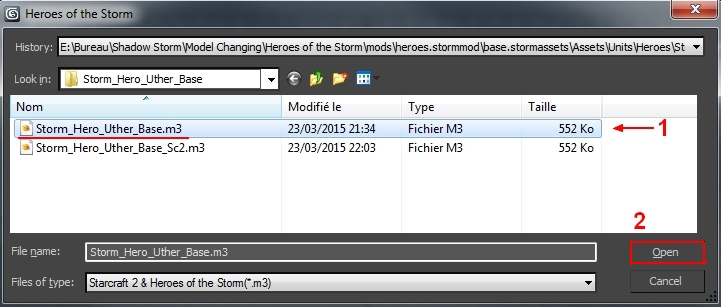 Heroes of the Storm
History: E:\Bureau\Shadow Storm\Model Changing\Heroes of the Storm\mods\heroes.stormmod\base.stormassets\Assets\Units\Heroes\St
Look in: Storm_Hero_Uther_Base
Nom Modifié le Type Taille
Storm_Hero_Uther_Base.m3 23/03/2015 21:34 Fichier M3 552 Ko 1
Storm_Hero_Uther_Base_Sc2.m3 23/03/2015 22:03 Fichier M3 552 Ko
2
File name: Storm_Hero_Uther_Base.m3 Open
Files of type: Starcraft 2 & Heroes of the Storm(*.m3) Cancel